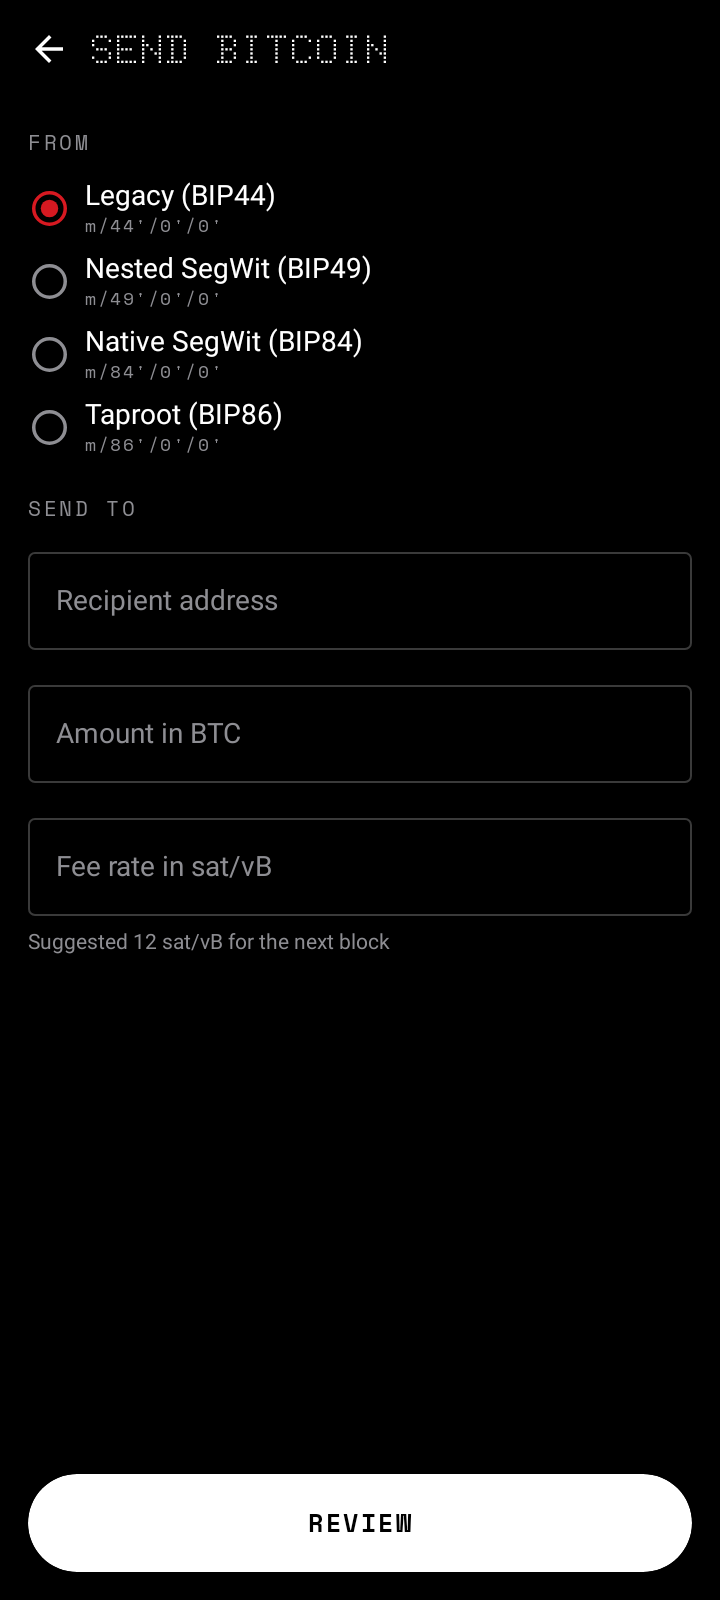 SEND BITCOIN
FROM
Legacy (BIP44)
m/44'/0'/0'
Nested SegWit (BIP49)
m/49'/0'/0'
Native SegWit (BIP84)
m/84'/0'/0'
Taproot (BIP86)
m/86'/0'/0'
SEND TO
Recipient address
Amount in BTC
Fee rate in sat/vB
Suggested 12 sat/vB for the next block
REVIEW